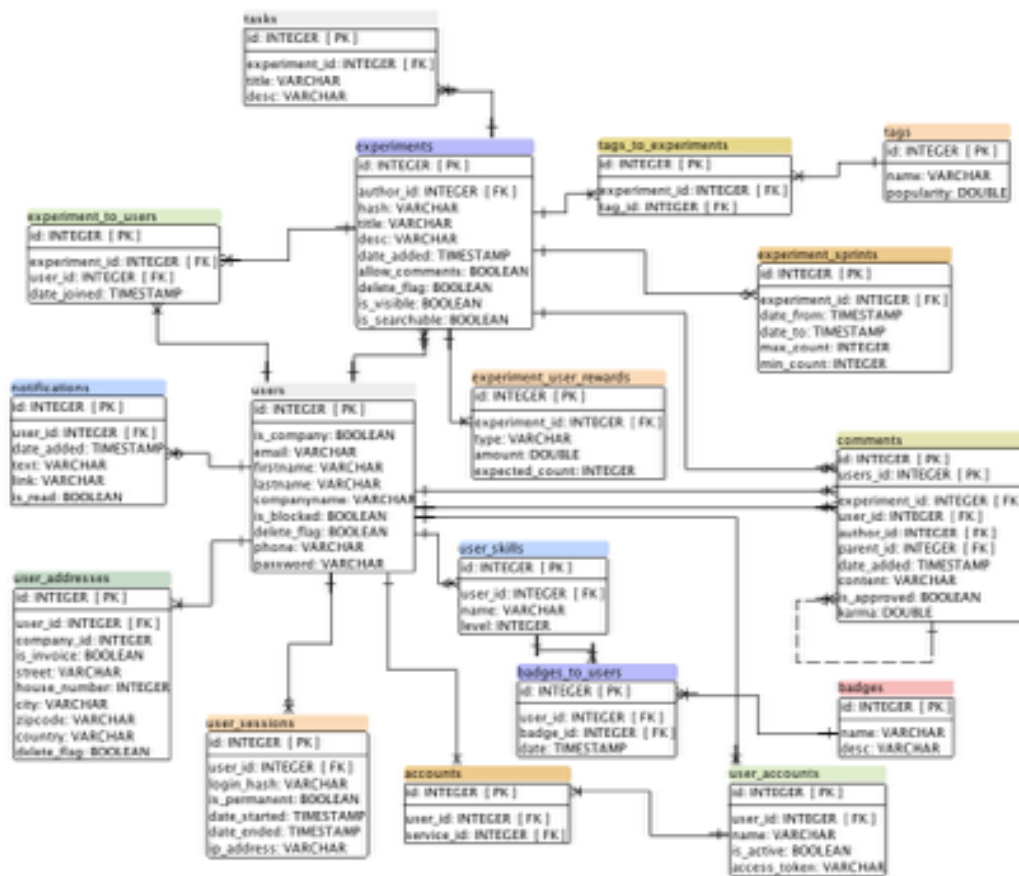 tasks
id: INTEGER [ PK ]
experiment_id: INTEGER [ FK ]
title: VARCHAR
desc: VARCHAR
experiments
id: INTEGER [ PK ]
author_id: INTEGER [ FK ]
hash: VARCHAR
title: VARCHAR
desc: VARCHAR
date_added: TIMESTAMP
allow_comments: BOOLEAN
delete_flag: BOOLEAN
is_visible: BOOLEAN
is_searchable: BOOLEAN
tags_to_experiments
id: INTEGER [ PK ]
experiment_id: INTEGER [ FK ]
tag_id: INTEGER [ FK ]
tags
id: INTEGER [ PK ]
name: VARCHAR
popularity: DOUBLE
experiment_to_users
id: INTEGER [ PK ]
experiment_id: INTEGER [ FK ]
user_id: INTEGER [ FK ]
date_joined: TIMESTAMP
experiment_sprints
id: INTEGER [ PK ]
experiment_id: INTEGER [ FK ]
date_from: TIMESTAMP
date_to: TIMESTAMP
max_count: INTEGER
min_count: INTEGER
notifications
id: INTEGER [ PK ]
user_id: INTEGER [ FK ]
date_added: TIMESTAMP
text: VARCHAR
link: VARCHAR
is_read: BOOLEAN
users
id: INTEGER [ PK ]
is_company: BOOLEAN
email: VARCHAR
firstname: VARCHAR
lastname: VARCHAR
companyname: VARCHAR
is_blocked: BOOLEAN
delete_flag: BOOLEAN
phone: VARCHAR
password: VARCHAR
experiment_user_rewards
id: INTEGER [ PK ]
experiment_id: INTEGER [ FK ]
type: VARCHAR
amount: DOUBLE
expected_count: INTEGER
comments
id: INTEGER [ PK ]
users_id: INTEGER [ PK ]
experiment_id: INTEGER [ FK ]
user_id: INTEGER [ FK ]
author_id: INTEGER [ FK ]
parent_id: INTEGER [ FK ]
date_added: TIMESTAMP
content: VARCHAR
is_approved: BOOLEAN
karma: DOUBLE
user_addresses
id: INTEGER [ PK ]
user_id: INTEGER [ FK ]
company_id: INTEGER
is_invoice: BOOLEAN
street: VARCHAR
house_number: INTEGER
city: VARCHAR
zipcode: VARCHAR
country: VARCHAR
delete_flag: BOOLEAN
user_skills
id: INTEGER [ PK ]
user_id: INTEGER [ FK ]
name: VARCHAR
level: INTEGER
badges_to_users
id: INTEGER [ PK ]
user_id: INTEGER [ FK ]
badge_id: INTEGER [ FK ]
date: TIMESTAMP
badges
id: INTEGER [ PK ]
name: VARCHAR
desc: VARCHAR
user_sessions
id: INTEGER [ PK ]
user_id: INTEGER [ FK ]
login_hash: VARCHAR
is_permanent: BOOLEAN
date_started: TIMESTAMP
date_ended: TIMESTAMP
ip_address: VARCHAR
accounts
id: INTEGER [ PK ]
user_id: INTEGER [ FK ]
service_id: INTEGER [ FK ]
user_accounts
id: INTEGER [ PK ]
user_id: INTEGER [ FK ]
name: VARCHAR
is_active: BOOLEAN
access_token: VARCHAR